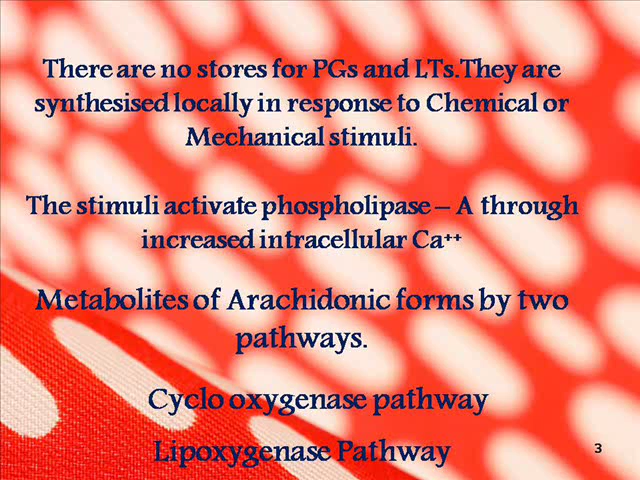 There are no stores for PGs and LTs.They are
synthesised locally in response to Chemical or
Mechanical stimuli.
The stimuli activate phospholipase – A through
increased intracellular Ca⁺⁺
Metabolites of Arachidonic forms by two
pathways.
Cyclo oxygenase pathway
Lipoxygenase Pathway
3